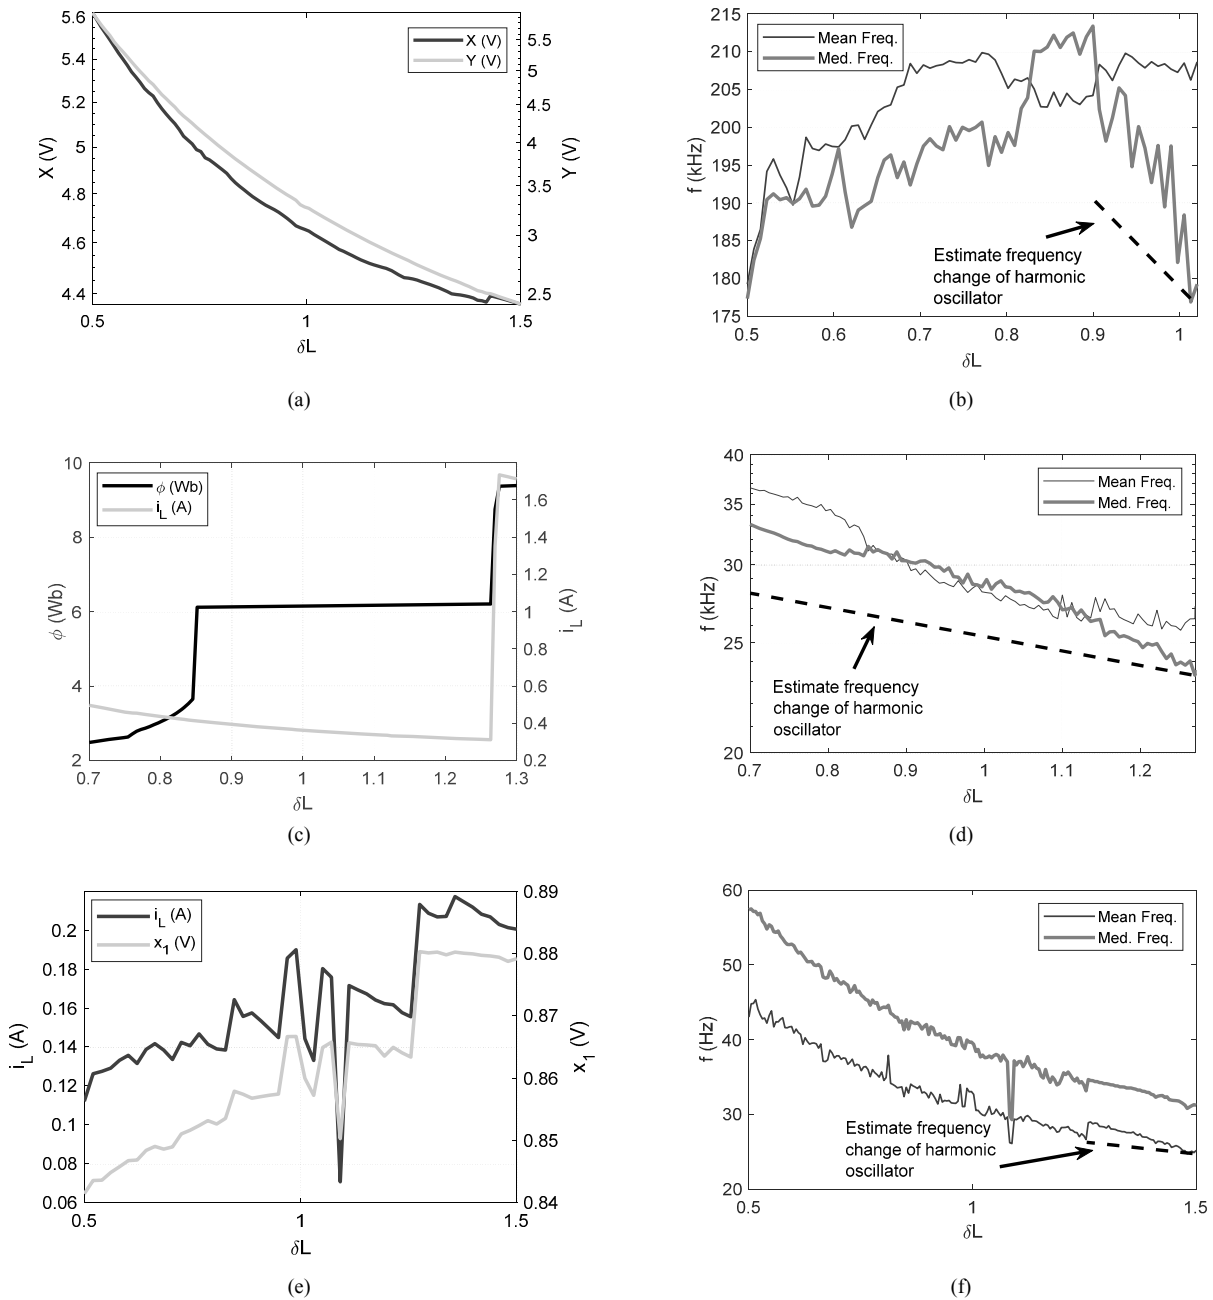 5.6
5.4
5.2
5
4.8
4.6
4.4
X (V)
0.5
1
1.5
δL
5.5
5
4.5
4
3.5
3
2.5
Y (V)
X (V)
Y (V)
(a)
215
210
205
200
195
190
185
180
175
f (kHz)
0.5
0.6
0.7
0.8
0.9
1
δL
Mean Freq.
Med. Freq.
Estimate frequency
change of harmonic
oscillator
(b)
10
8
6
4
2
ϕ (Wb)
0.7
0.8
0.9
1
1.1
1.2
1.3
δL
1.6
1.4
1.2
1
0.8
0.6
0.4
0.2
i_L (A)
ϕ (Wb)
i_L (A)
(c)
40
35
30
25
20
f (kHz)
0.7
0.8
0.9
1
1.1
1.2
δL
Mean Freq.
Med. Freq.
Estimate frequency
change of harmonic
oscillator
(d)
0.2
0.18
0.16
0.14
0.12
0.1
0.08
0.06
i_L (A)
0.5
1
1.5
δL
0.89
0.88
0.87
0.86
0.85
0.84
x_1 (V)
i_L (A)
x_1 (V)
(e)
60
50
40
30
20
f (Hz)
0.5
1
1.5
δL
Mean Freq.
Med. Freq.
Estimate frequency
change of harmonic
oscillator
(f)